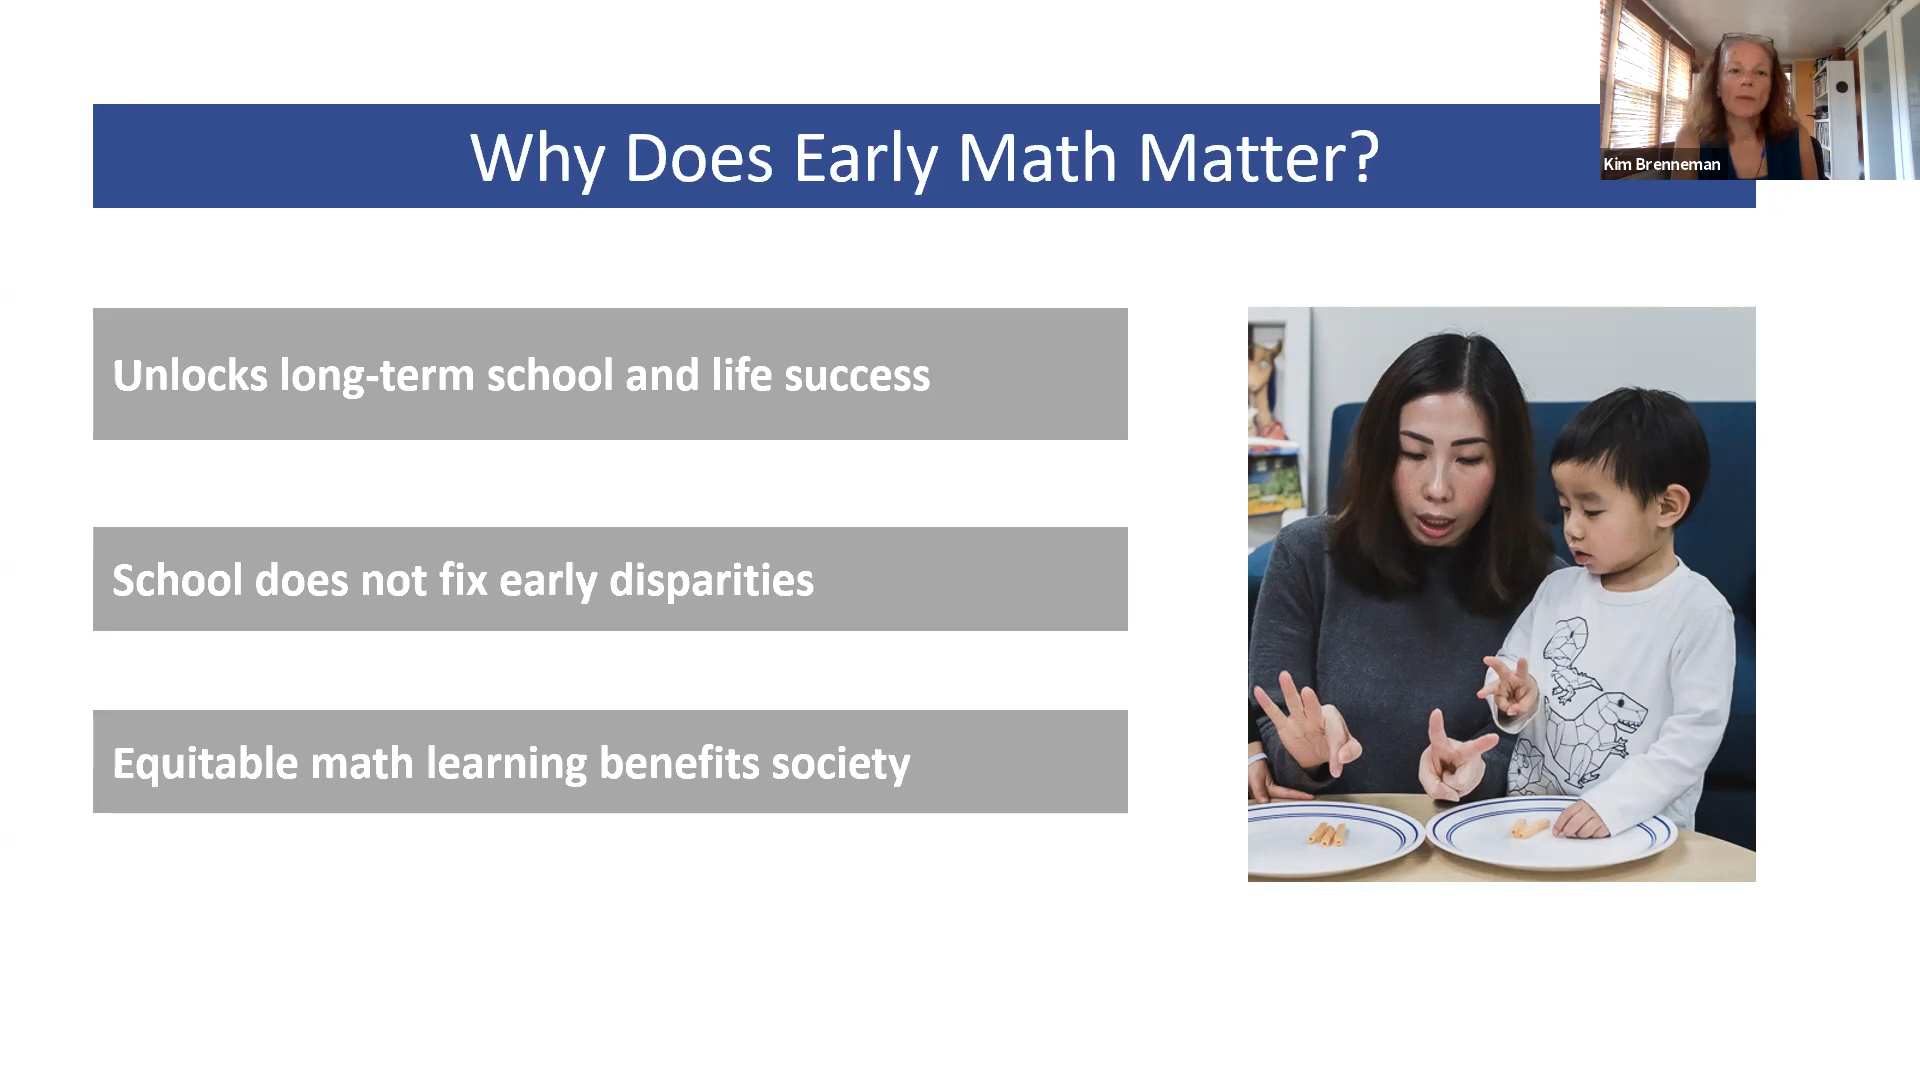 Why Does Early Math Matter?
Kim Brenneman
Unlocks long-term school and life success
School does not fix early disparities
Equitable math learning benefits society